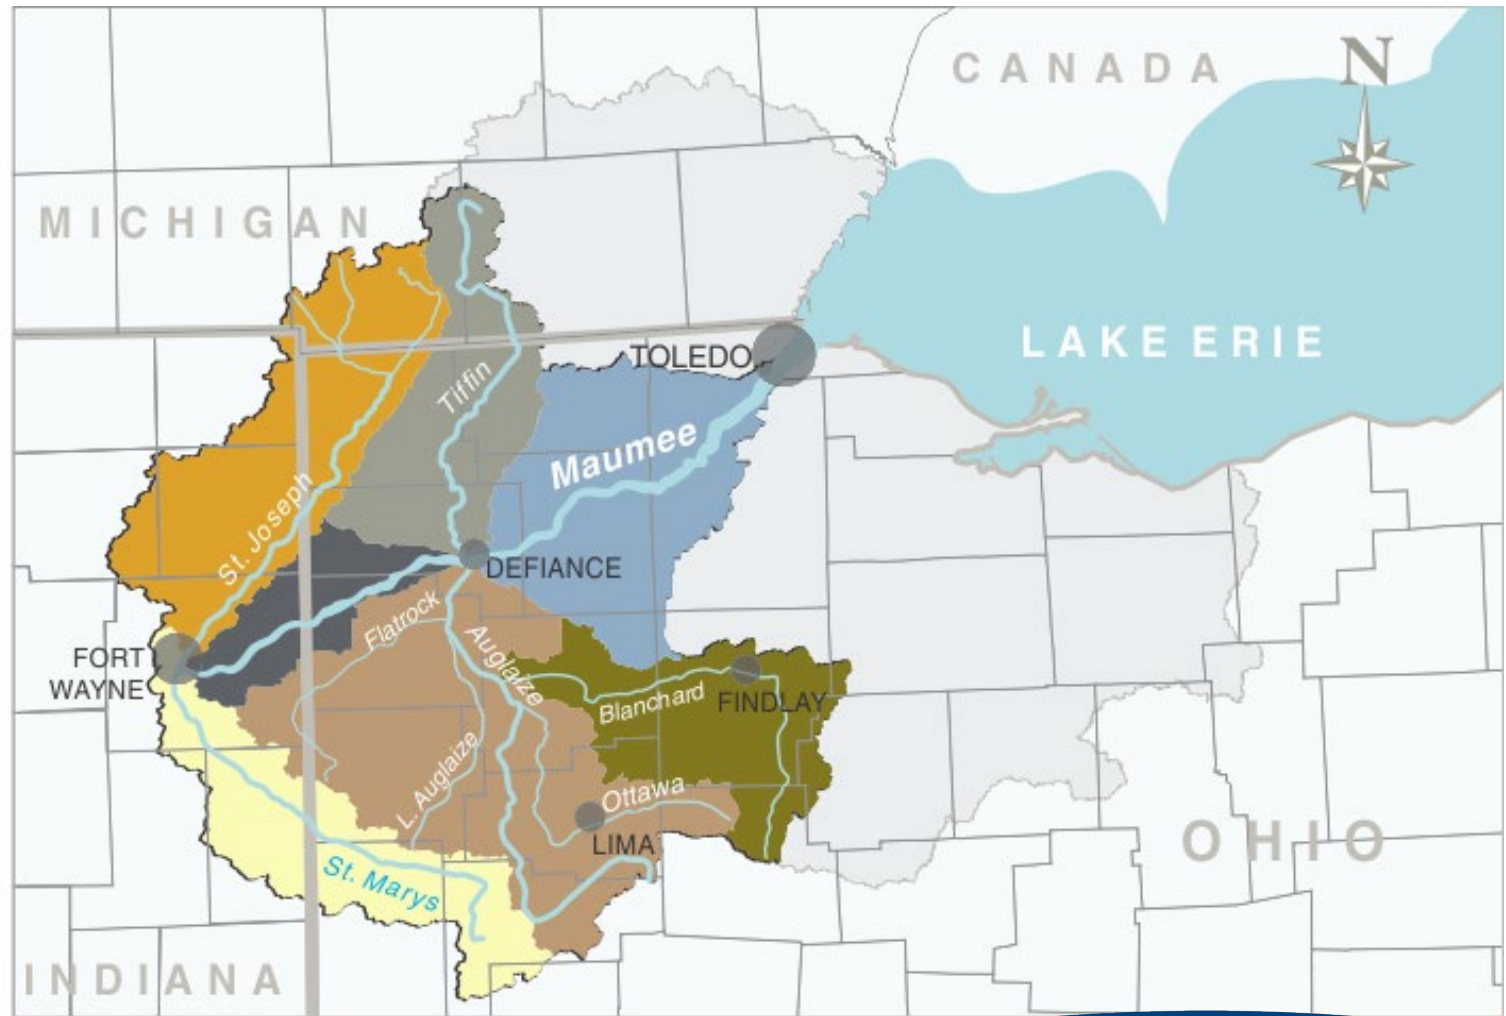 CANADA
N
MICHIGAN
LAKE ERIE
TOLEDO
Tiffin
Maumee
St. Joseph
DEFIANCE
Flatrock
Auglaize
FORT
WAYNE
Blanchard
FINDLAY
L. Auglaize
Ottawa
LIMA
OHIO
St. Marys
INDIANA